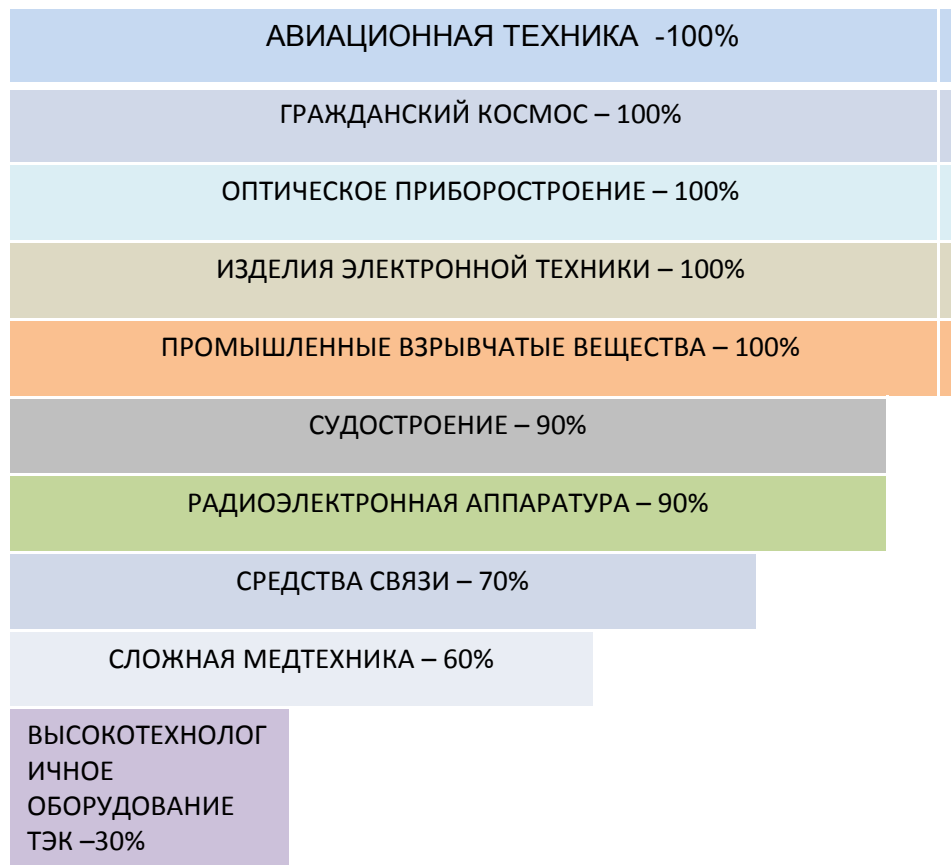 АВИАЦИОННАЯ ТЕХНИКА -100%
ГРАЖДАНСКИЙ КОСМОС – 100%
ОПТИЧЕСКОЕ ПРИБОРОСТРОЕНИЕ – 100%
ИЗДЕЛИЯ ЭЛЕКТРОННОЙ ТЕХНИКИ – 100%
ПРОМЫШЛЕННЫЕ ВЗРЫВЧАТЫЕ ВЕЩЕСТВА – 100%
СУДОСТРОЕНИЕ – 90%
РАДИОЭЛЕКТРОННАЯ АППАРАТУРА – 90%
СРЕДСТВА СВЯЗИ – 70%
СЛОЖНАЯ МЕДТЕХНИКА – 60%
ВЫСОКОТЕХНОЛОГ
ИЧНОЕ
ОБОРУДОВАНИЕ
ТЭК –30%